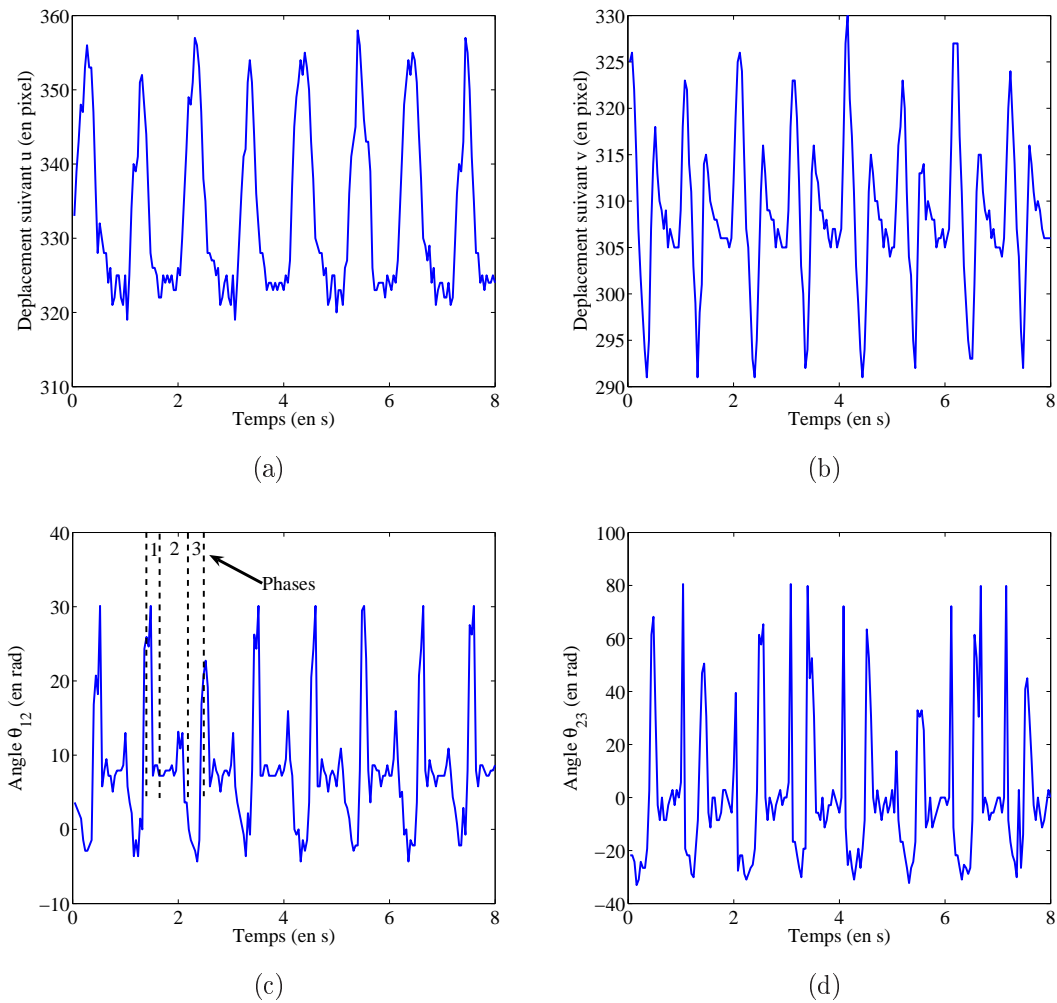 360
350
340
330
320
310
Deplacement suivant u (en pixel)
0 2 4 6 8
Temps (en s)
(a)
330
325
320
315
310
305
300
295
290
Deplacement suivant v (en pixel)
0 2 4 6 8
Temps (en s)
(b)
40
30
20
10
0
−10
Angle θ12 (en rad)
1 2 3
Phases
0 2 4 6 8
Temps (en s)
(c)
100
80
60
40
20
0
−20
−40
Angle θ23 (en rad)
0 2 4 6 8
Temps (en s)
(d)